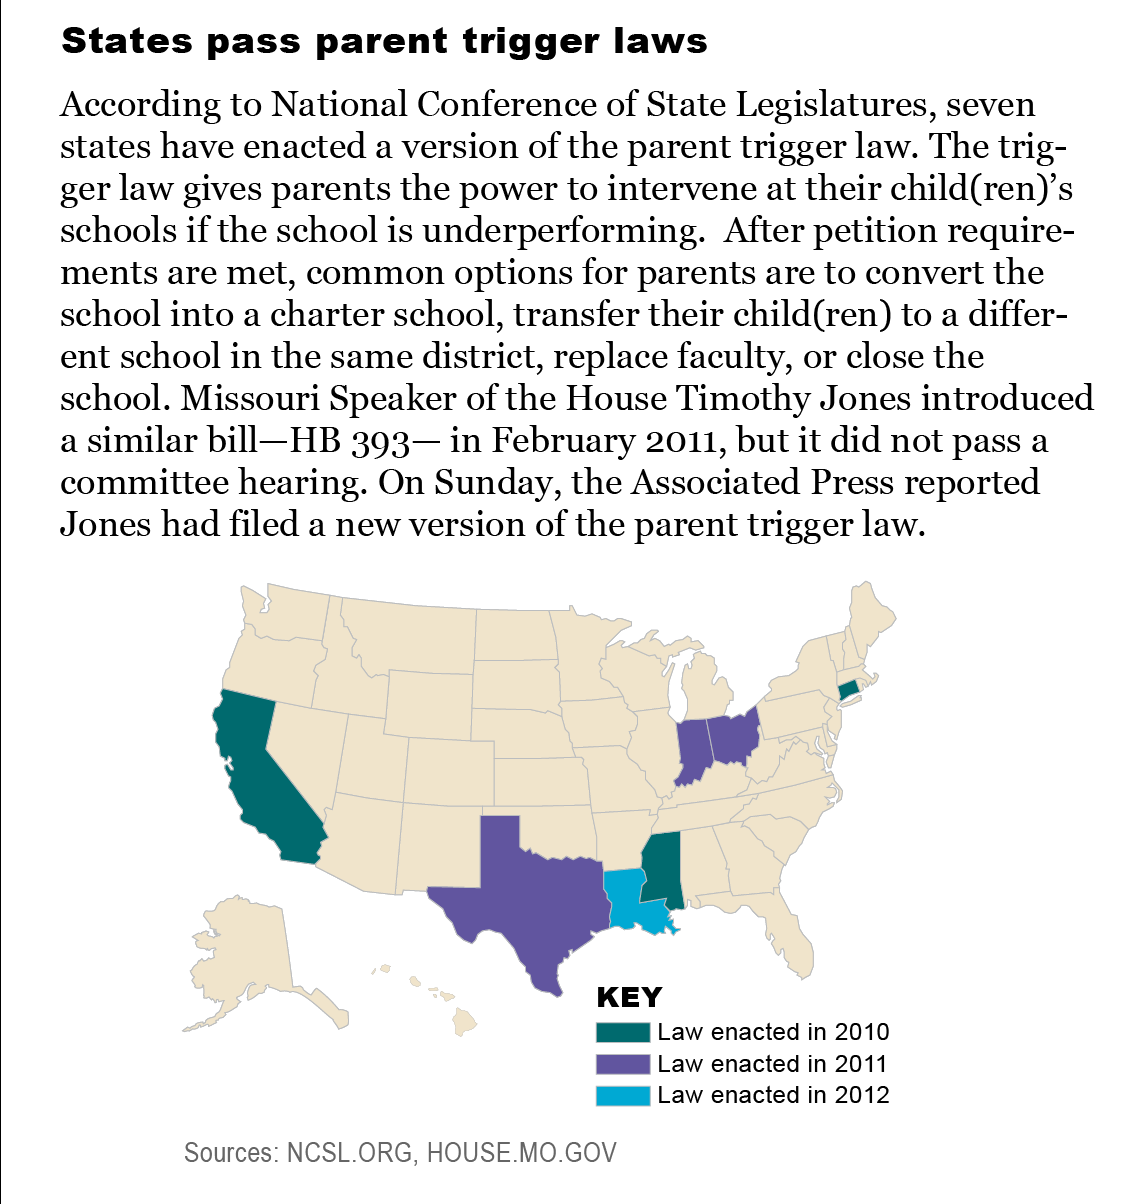 States pass parent trigger laws
According to National Conference of State Legislatures, seven
states have enacted a version of the parent trigger law. The trig-
ger law gives parents the power to intervene at their child(ren)’s
schools if the school is underperforming.  After petition require-
ments are met, common options for parents are to convert the
school into a charter school, transfer their child(ren) to a differ-
ent school in the same district, replace faculty, or close the
school. Missouri Speaker of the House Timothy Jones introduced
a similar bill—HB 393— in February 2011, but it did not pass a
committee hearing. On Sunday, the Associated Press reported
Jones had filed a new version of the parent trigger law.
KEY
Law enacted in 2010
Law enacted in 2011
Law enacted in 2012
Sources: NCSL.ORG, HOUSE.MO.GOV